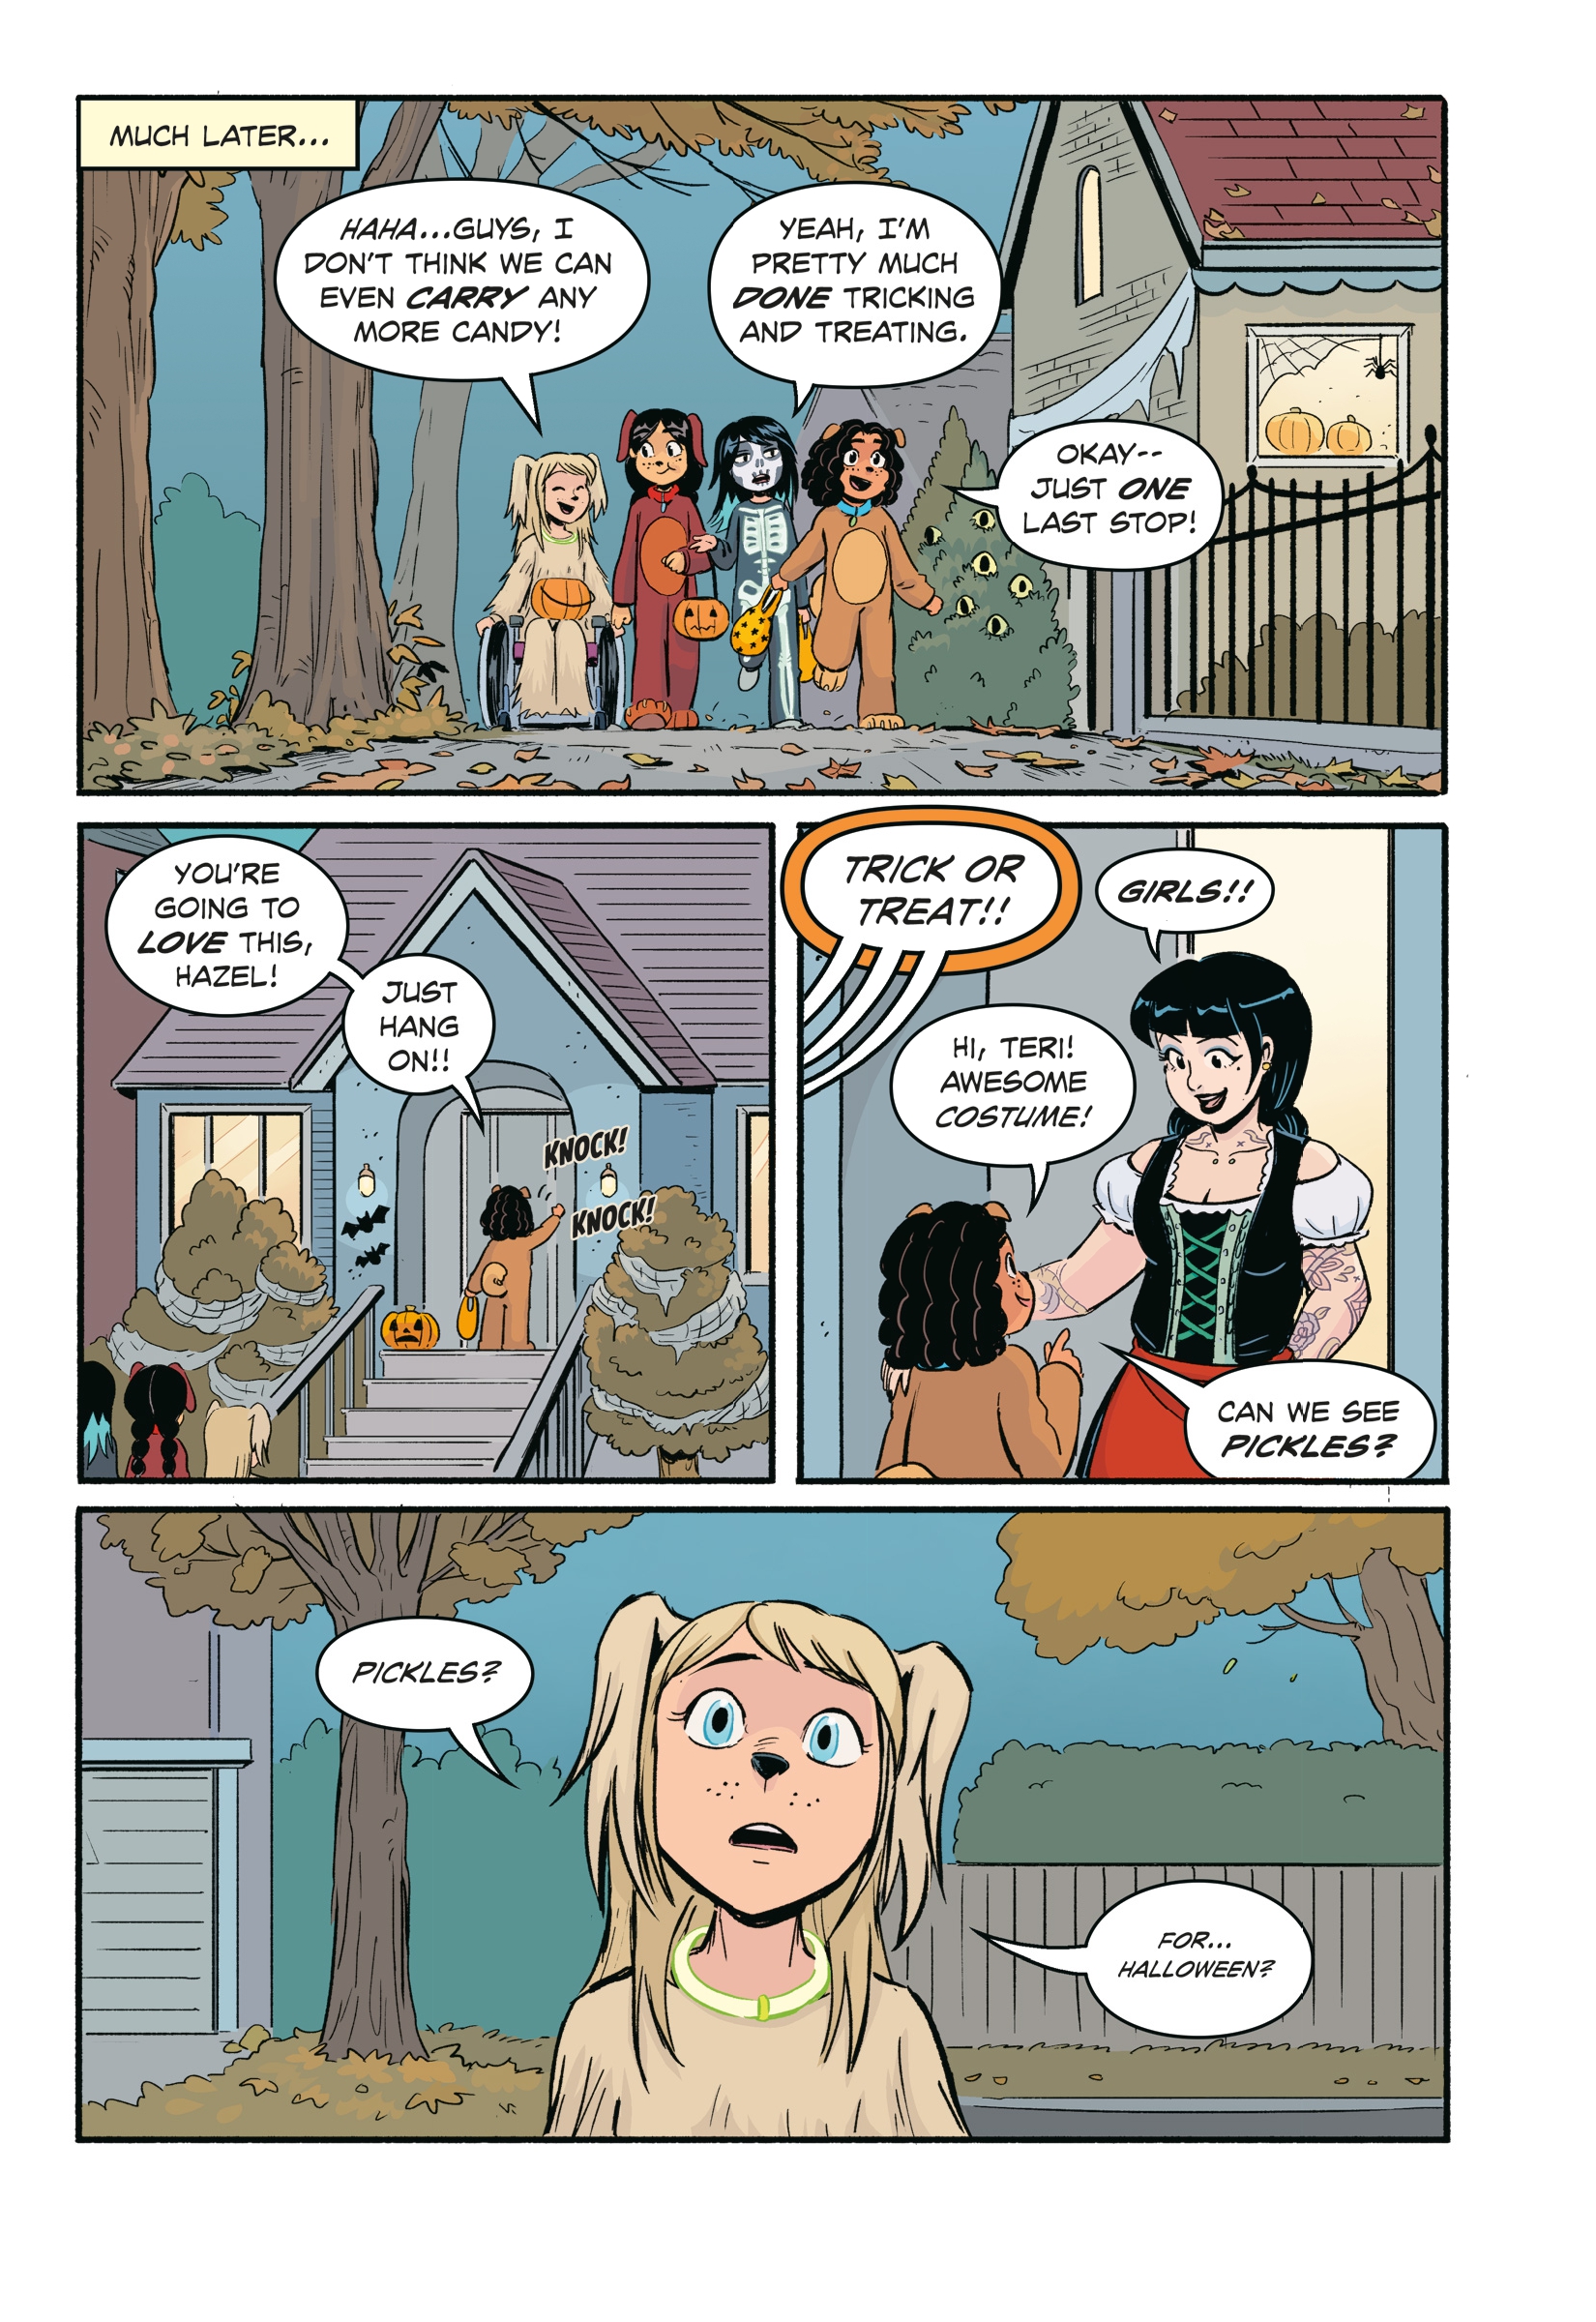 MUCH LATER...
HAHA...GUYS, I
DON'T THINK WE CAN
EVEN CARRY ANY
MORE CANDY!
YEAH, I'M
PRETTY MUCH
DONE TRICKING
AND TREATING.
OKAY--
JUST ONE
LAST STOP!
YOU'RE
GOING TO
LOVE THIS,
HAZEL!
JUST
HANG
ON!!
KNOCK!
KNOCK!
TRICK OR
TREAT!!
GIRLS!!
HI, TERI!
AWESOME
COSTUME!
CAN WE SEE
PICKLES?
PICKLES?
FOR...
HALLOWEEN?